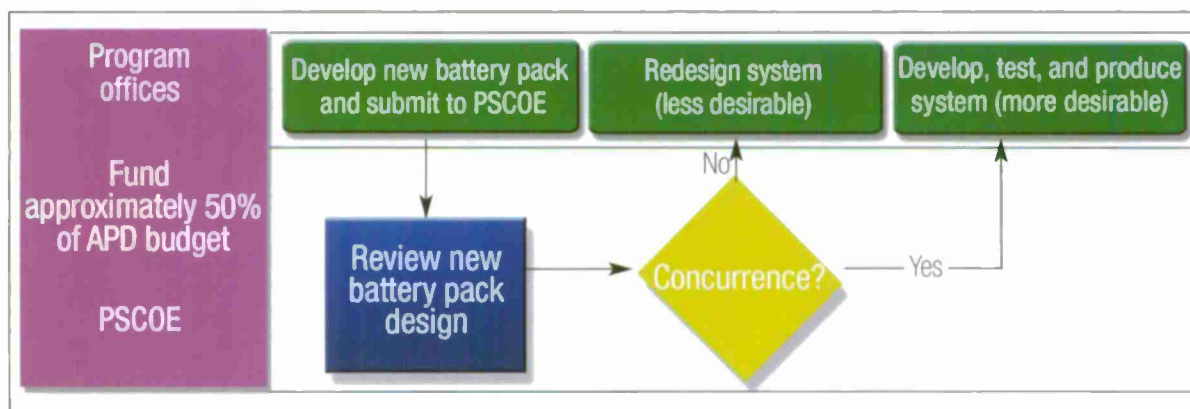 Program
offices
Fund
approximately 50%
of APD budget
PSCOE
Develop new battery pack
and submit to PSCOE
Redesign system
(less desirable)
Develop, test, and produce
system (more desirable)
No
Review new
battery pack
design
Concurrence?
Yes